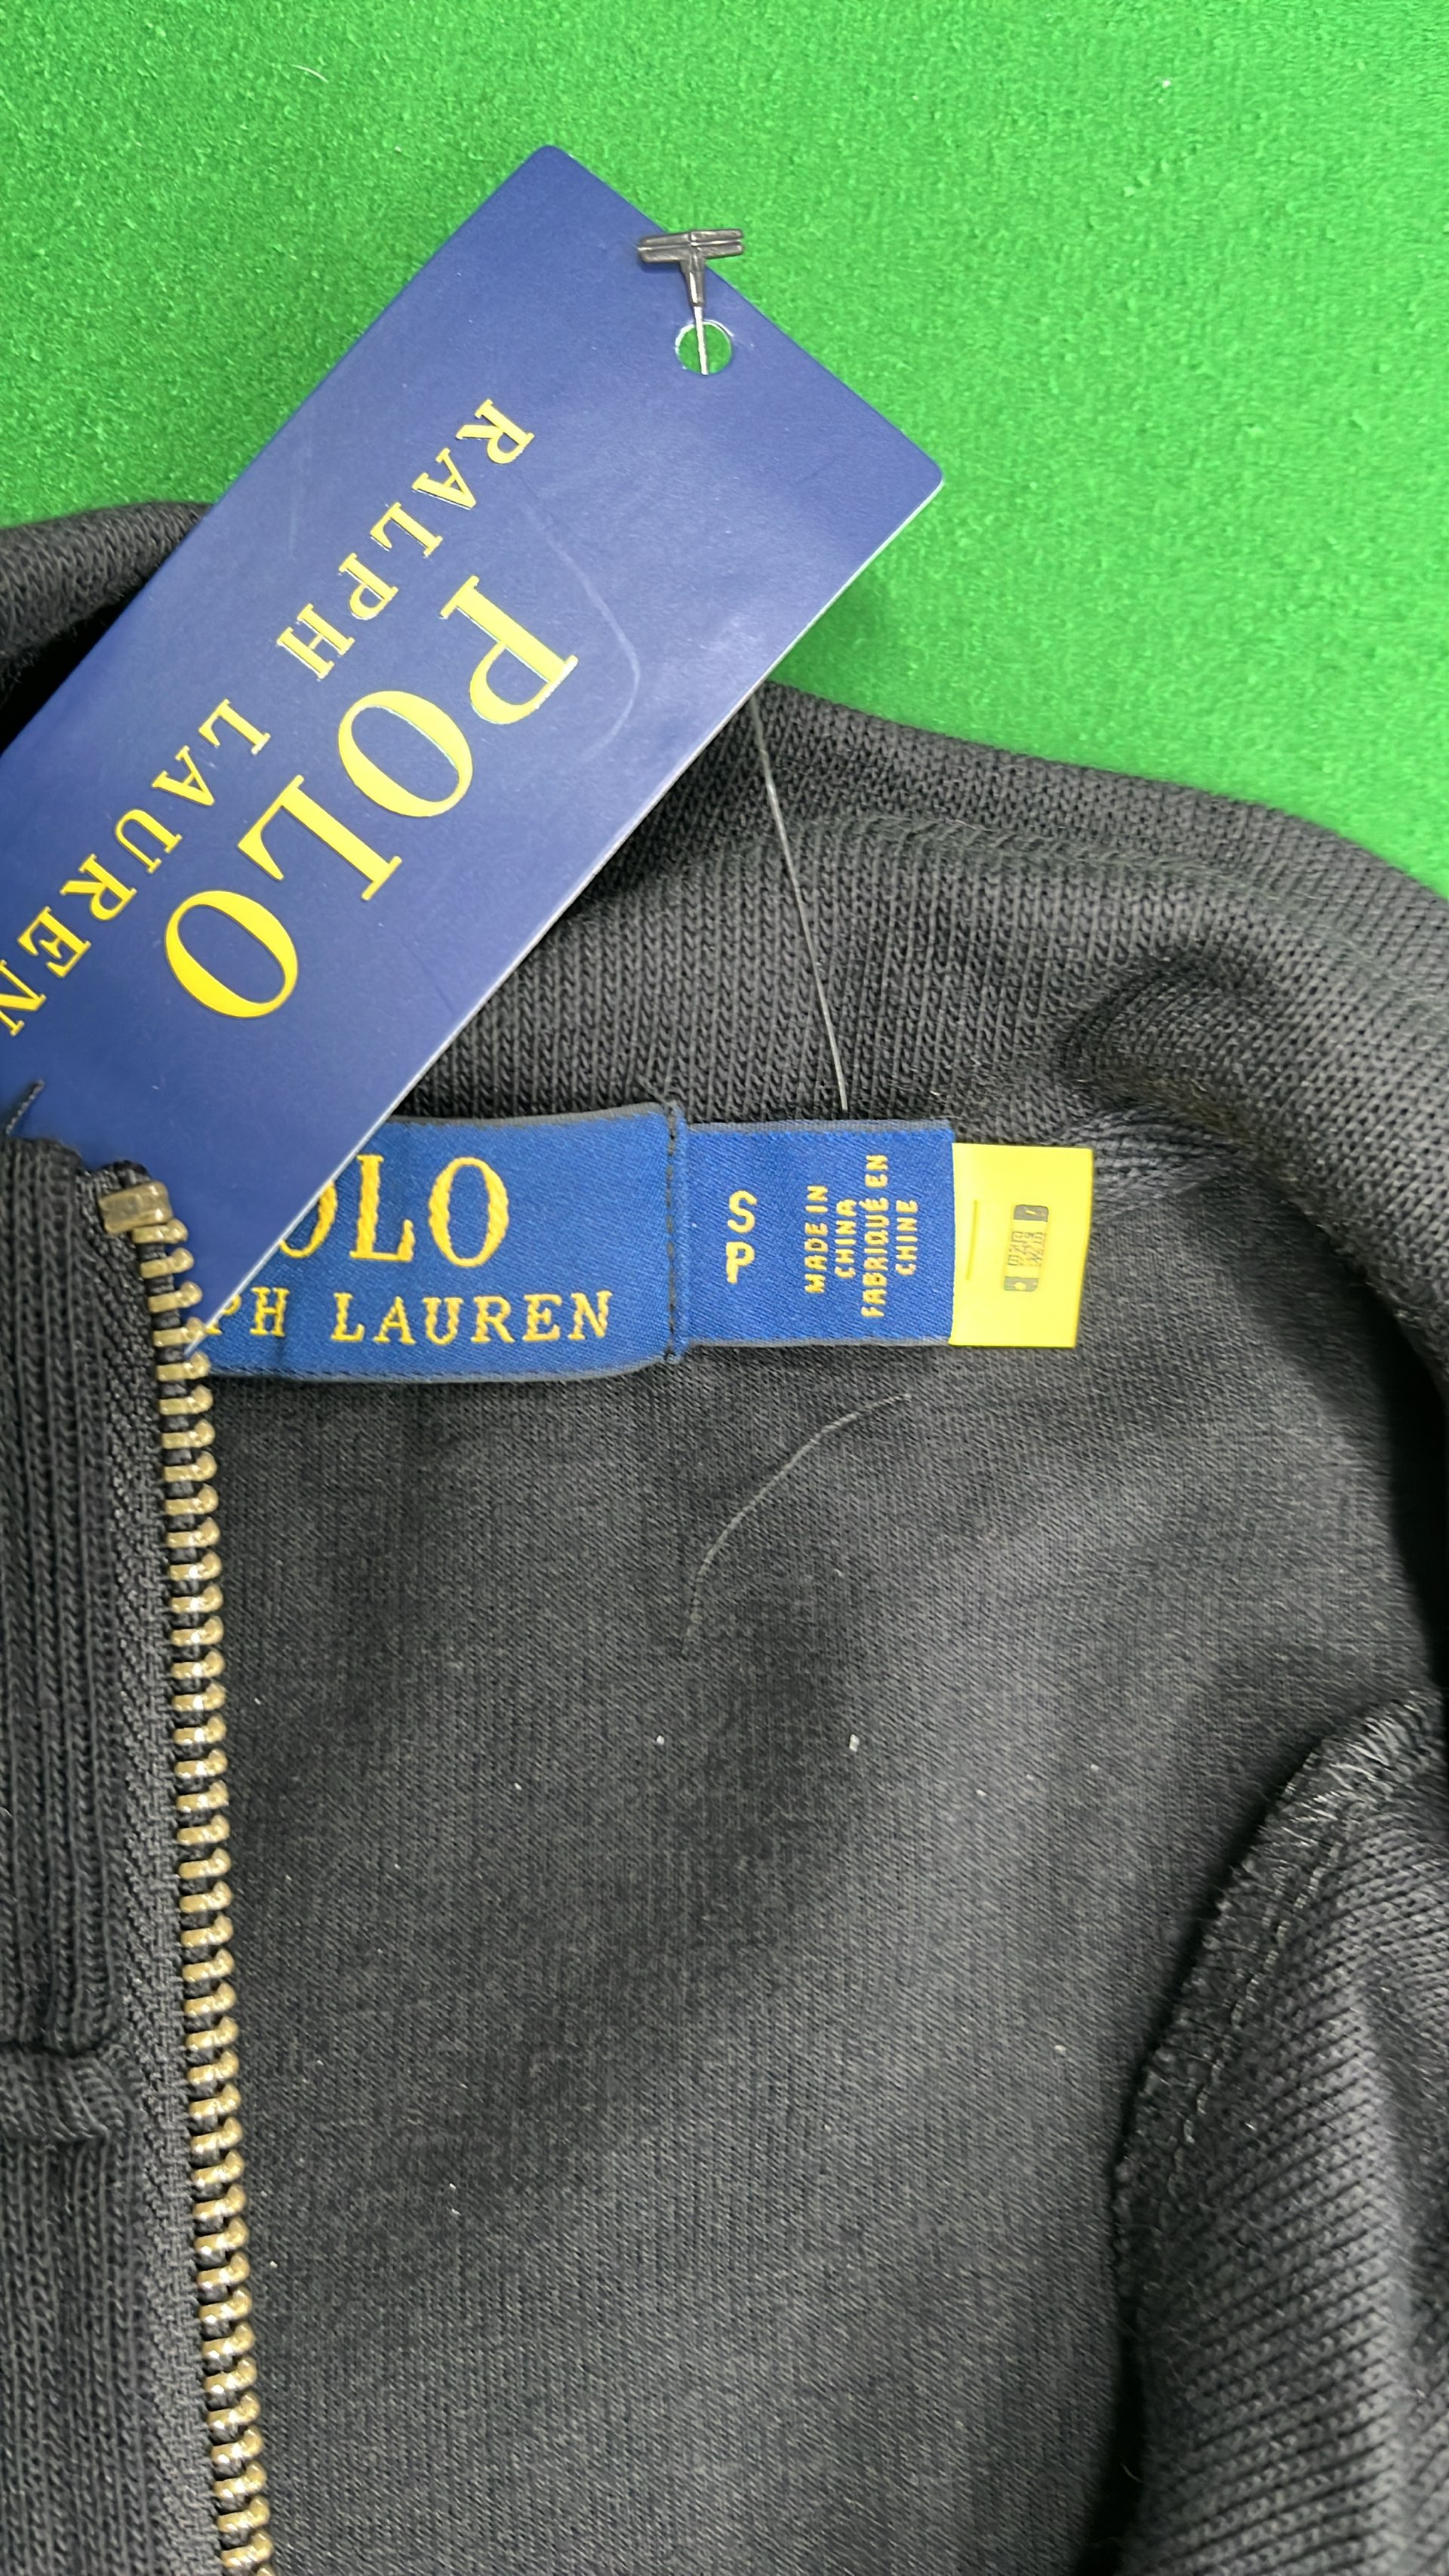 POLO
RALPH LAUREN
OLO
PH LAUREN
S
P
MADE IN
CHINA
FABRIQUÉ EN
CHINE